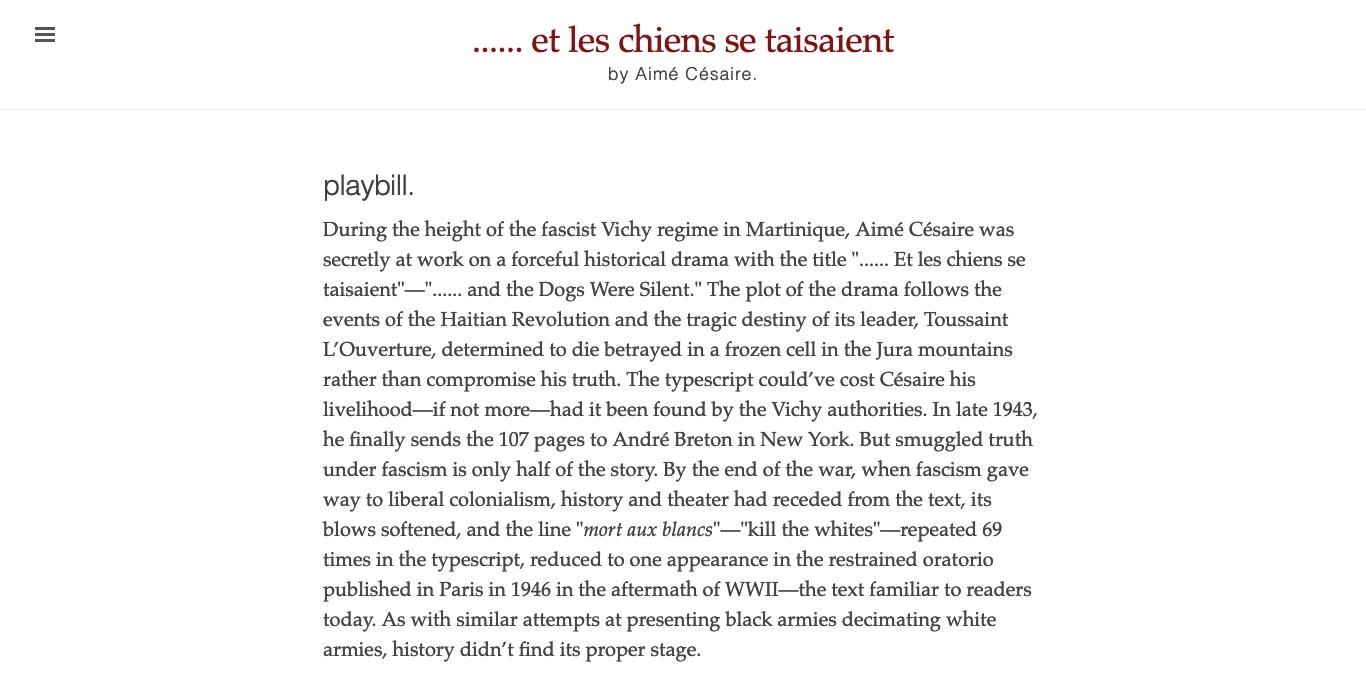 ...... et les chiens se taisaient
by Aimé Césaire.
playbill.
During the height of the fascist Vichy regime in Martinique, Aimé Césaire was
secretly at work on a forceful historical drama with the title "...... Et les chiens se
taisaient"—"...... and the Dogs Were Silent." The plot of the drama follows the
events of the Haitian Revolution and the tragic destiny of its leader, Toussaint
L’Ouverture, determined to die betrayed in a frozen cell in the Jura mountains
rather than compromise his truth. The typescript could’ve cost Césaire his
livelihood—if not more—had it been found by the Vichy authorities. In late 1943,
he finally sends the 107 pages to André Breton in New York. But smuggled truth
under fascism is only half of the story. By the end of the war, when fascism gave
way to liberal colonialism, history and theater had receded from the text, its
blows softened, and the line "mort aux blancs"—"kill the whites"—repeated 69
times in the typescript, reduced to one appearance in the restrained oratorio
published in Paris in 1946 in the aftermath of WWII—the text familiar to readers
today. As with similar attempts at presenting black armies decimating white
armies, history didn’t find its proper stage.